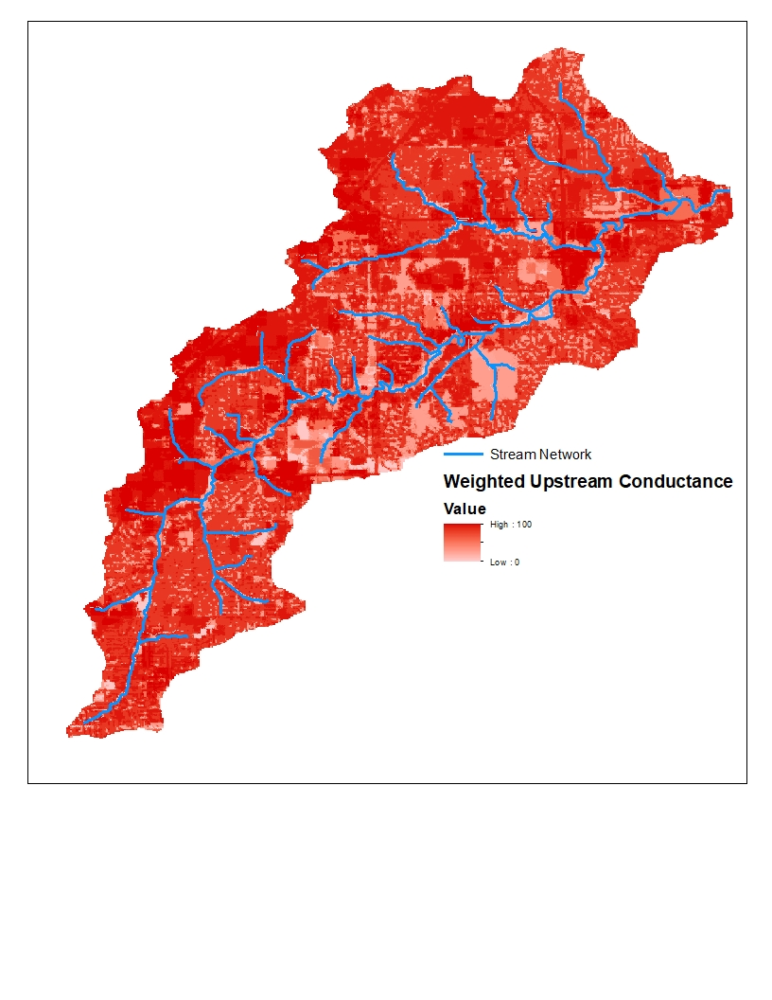 Stream Network
Weighted Upstream Conductance
Value
High : 100
Low : 0